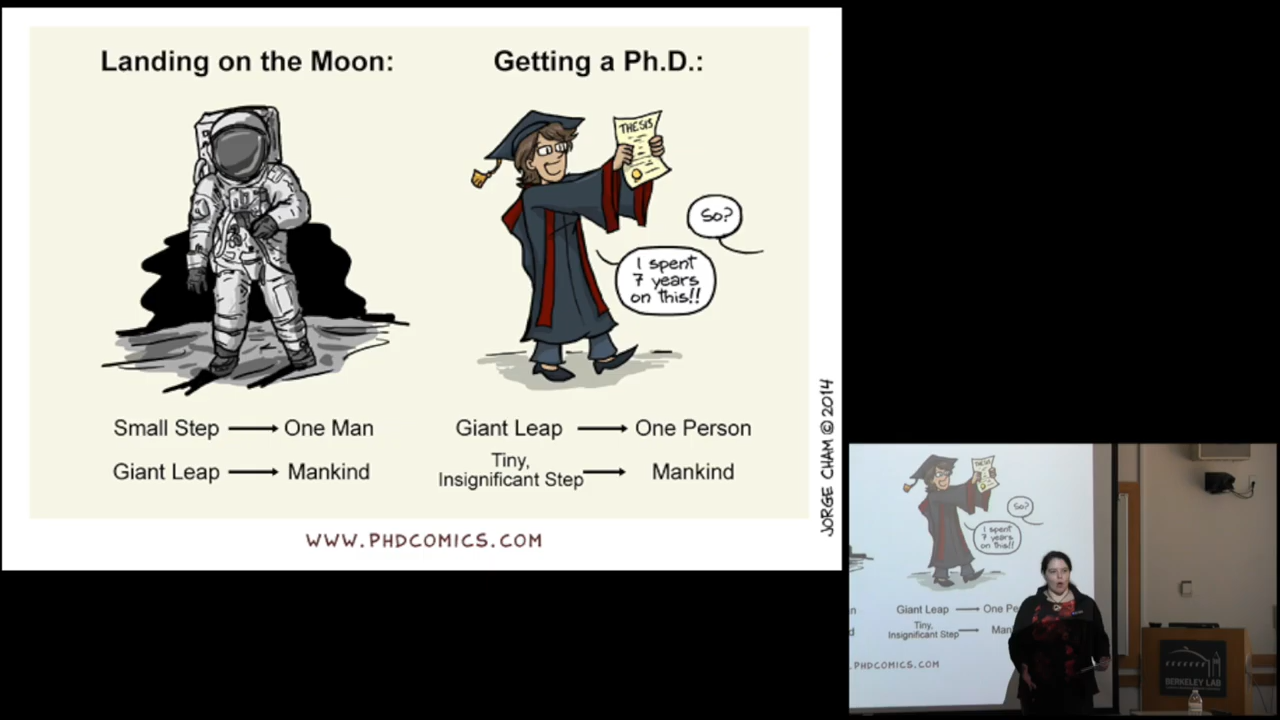 Landing on the Moon:
Getting a Ph.D.:
THESIS
So?
I spent
7 years
on this!!
Small Step → One Man
Giant Leap → Mankind
Giant Leap → One Person
Tiny,
Insignificant Step → Mankind
WWW.PHDCOMICS.COM
JORGE CHAM © 2014
THESIS
So?
I spent
7 years
on this!!
Giant Leap → One Pe
Tiny,
Insignificant Step → Man
.PHDCOMICS.COM
BERKELEY LAB